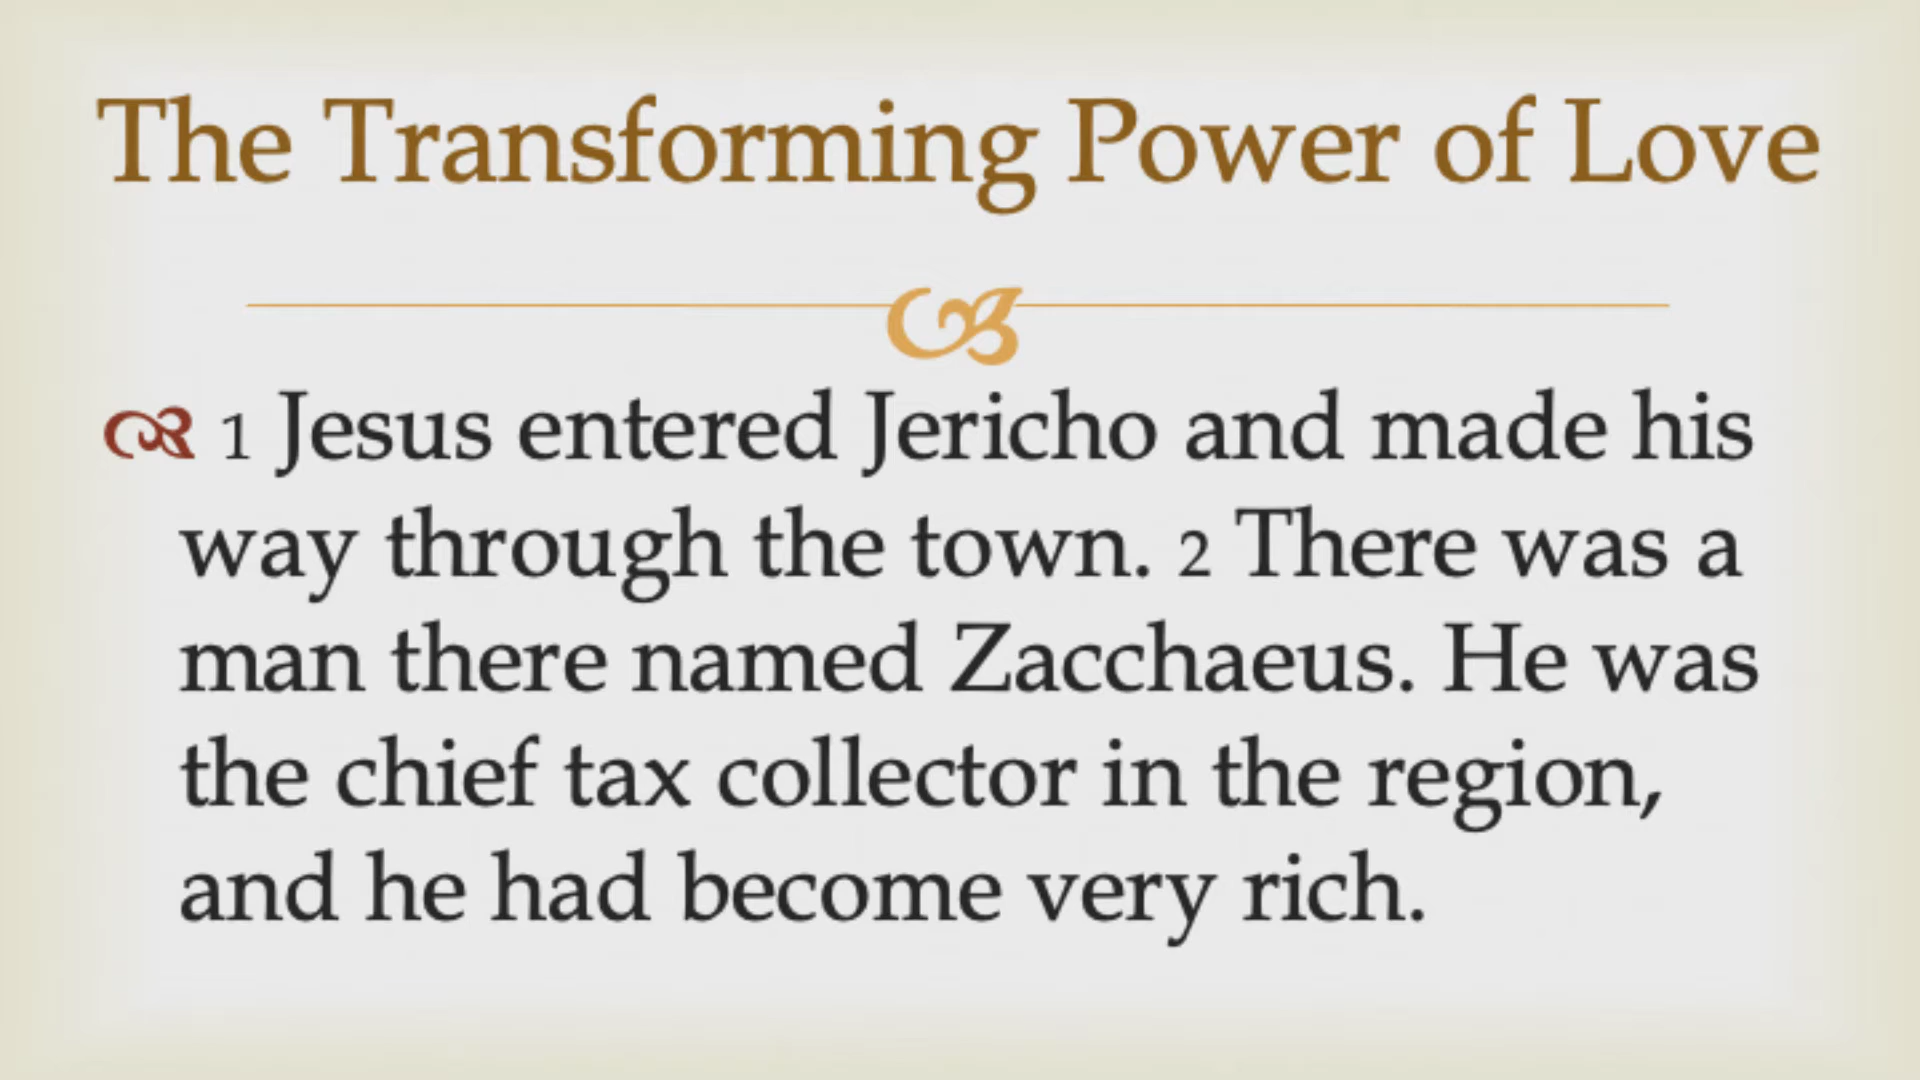 The Transforming Power of Love
1 Jesus entered Jericho and made his
way through the town. 2 There was a
man there named Zacchaeus. He was
the chief tax collector in the region,
and he had become very rich.